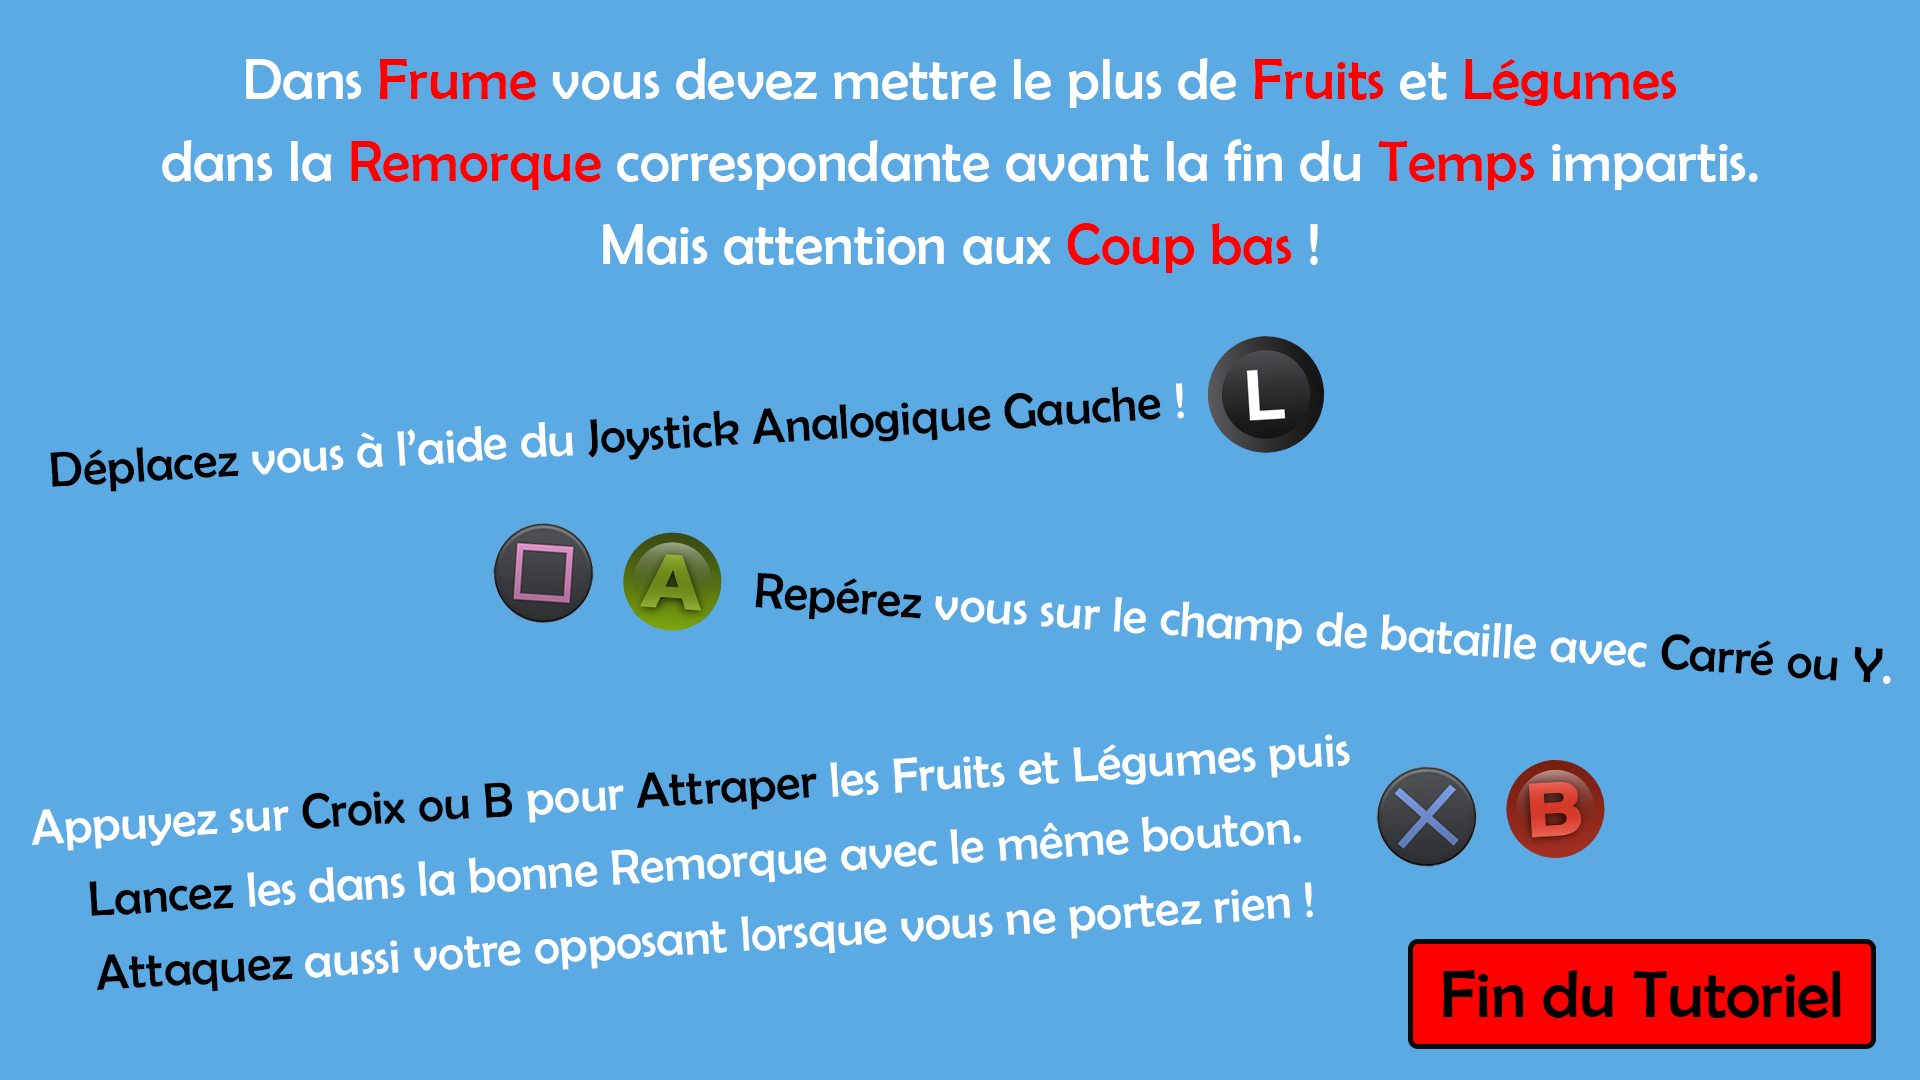 Dans Frume vous devez mettre le plus de Fruits et Légumes
dans la Remorque correspondante avant la fin du Temps impartis.
Mais attention aux Coup bas !
Déplacez vous à l'aide du Joystick Analogique Gauche !
L
A
Repérez vous sur le champ de bataille avec Carré ou Y.
Appuyez sur Croix ou B pour Attraper les Fruits et Légumes puis
Lancez les dans la bonne Remorque avec le même bouton.
Attaquez aussi votre opposant lorsque vous ne portez rien !
B
Fin du Tutoriel